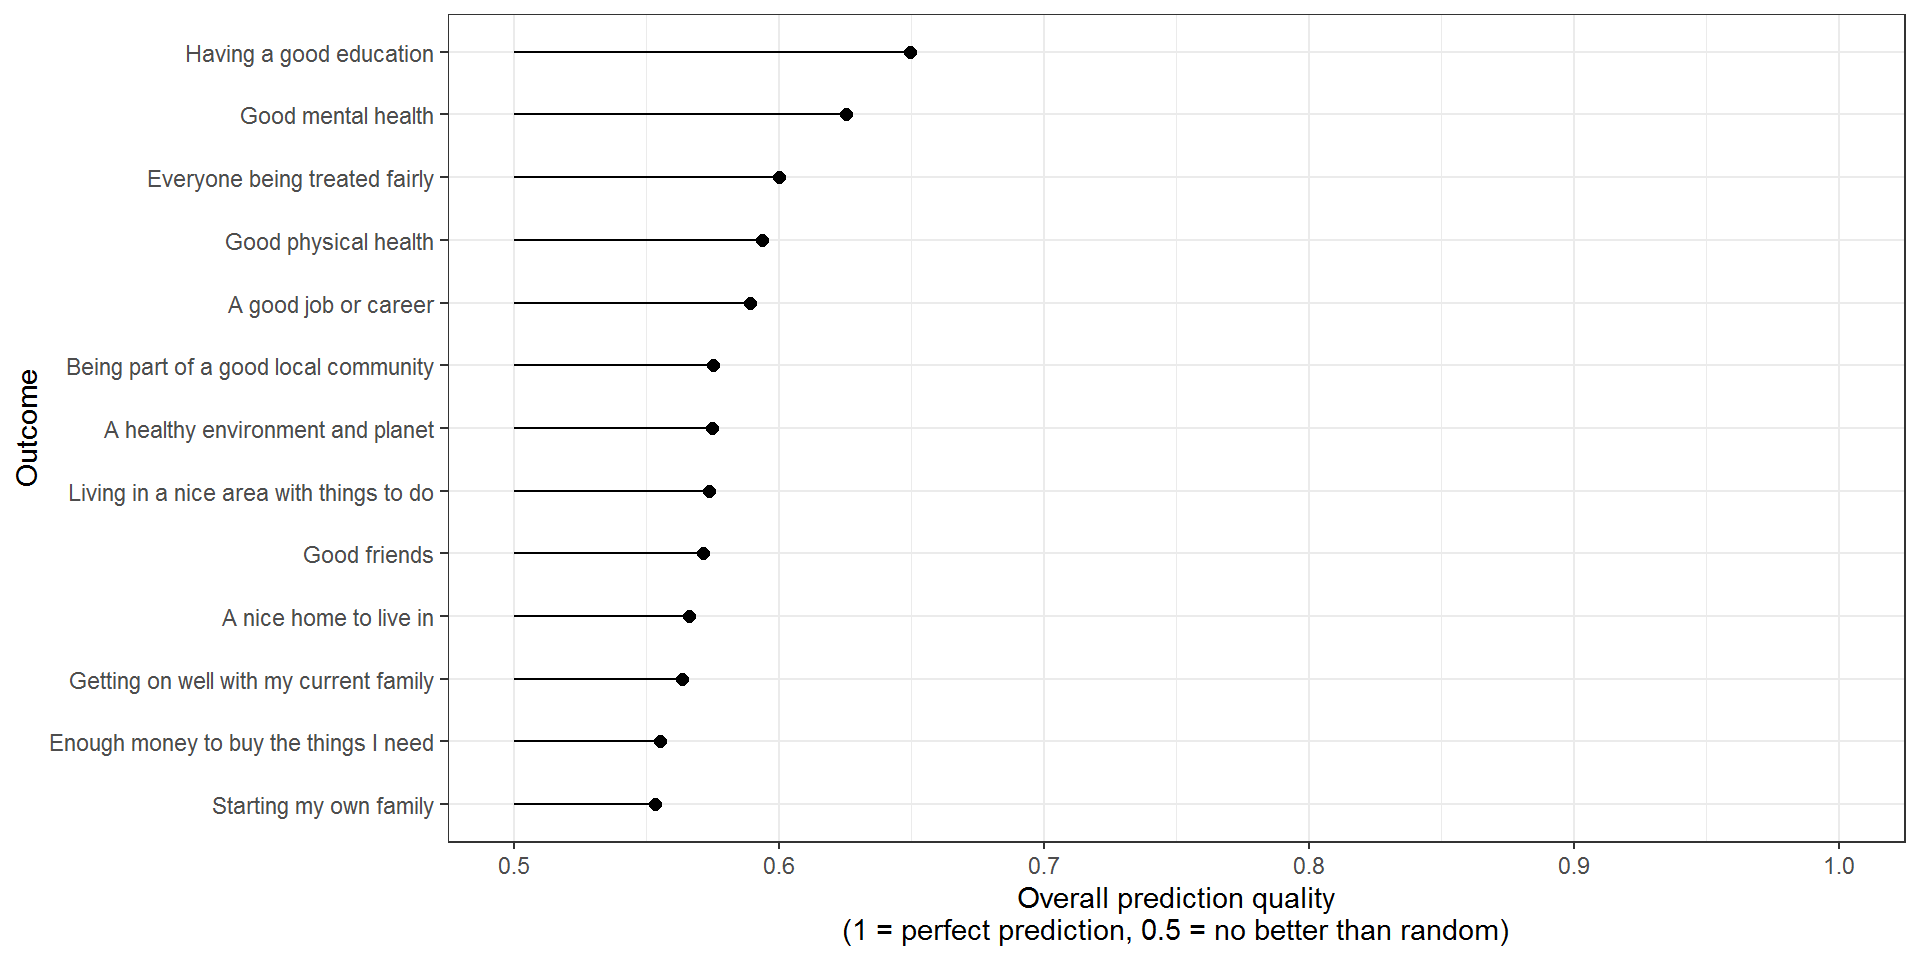 Having a good education
Good mental health
Everyone being treated fairly
Good physical health
A good job or career
Being part of a good local community
A healthy environment and planet
Living in a nice area with things to do
Good friends
A nice home to live in
Getting on well with my current family
Enough money to buy the things I need
Starting my own family
Outcome
0.5 0.6 0.7 0.8 0.9 1.0
Overall prediction quality
(1 = perfect prediction, 0.5 = no better than random)